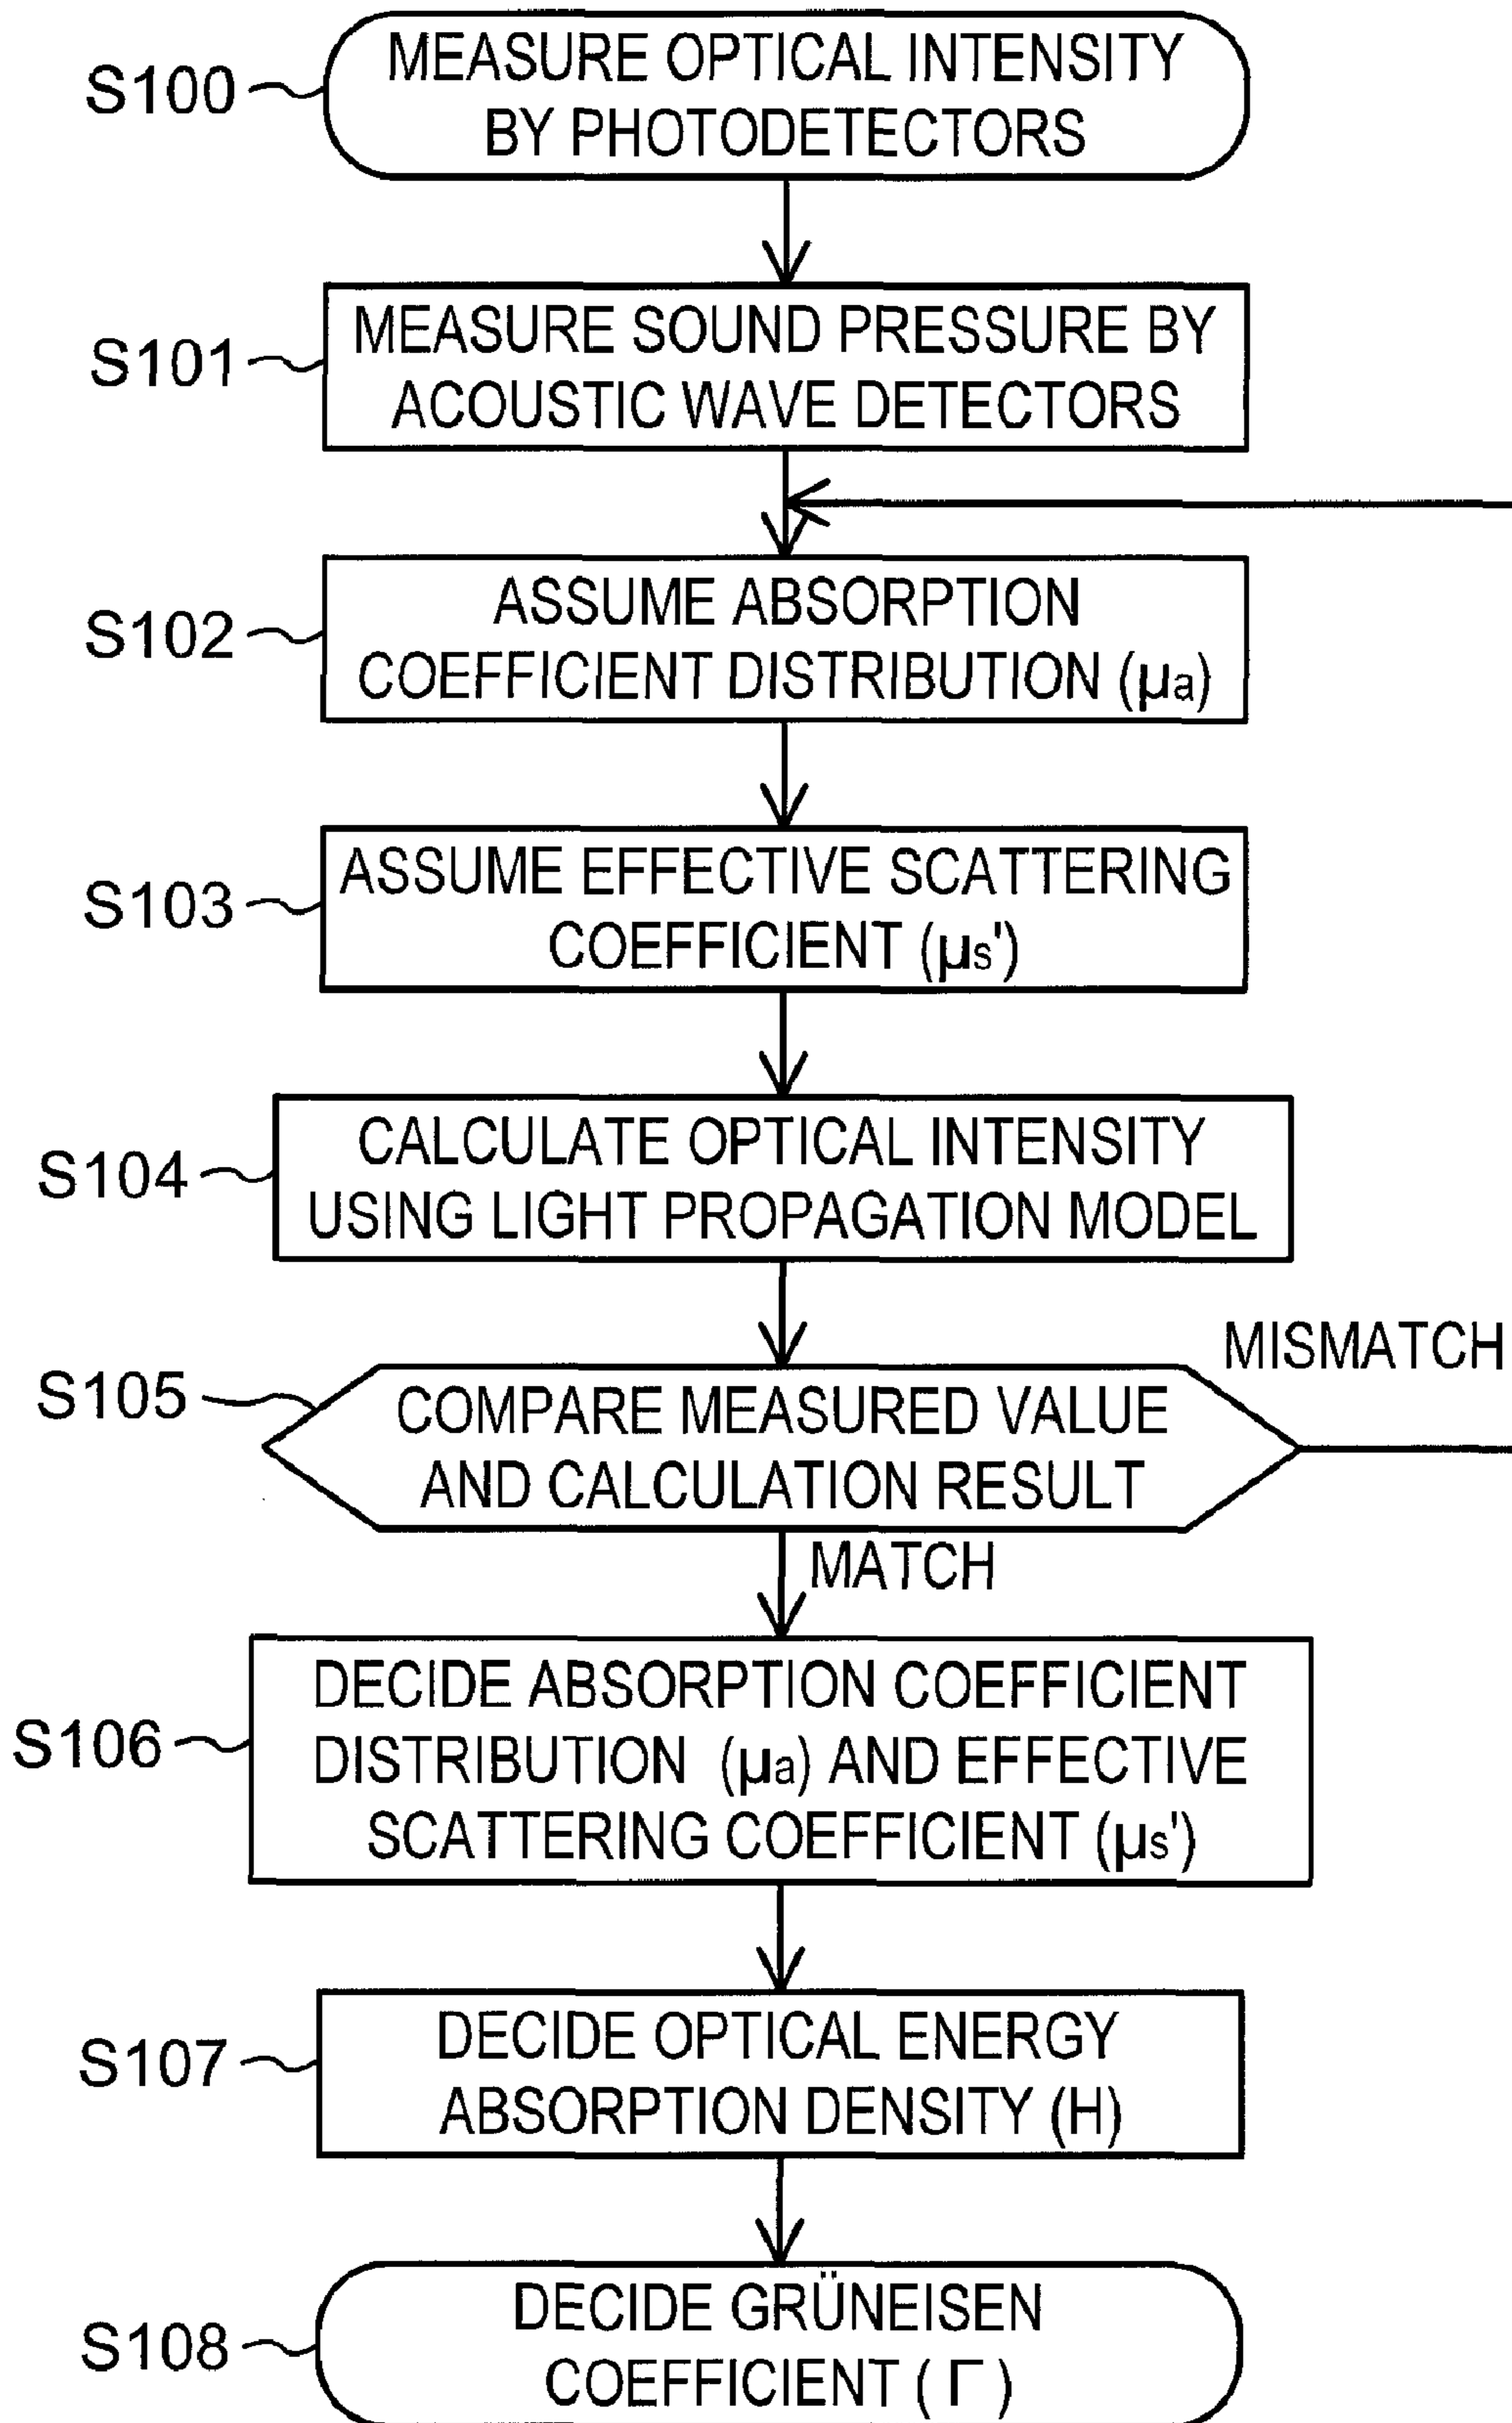 S100
MEASURE OPTICAL INTENSITY
BY PHOTODETECTORS
S101
MEASURE SOUND PRESSURE BY
ACOUSTIC WAVE DETECTORS
S102
ASSUME ABSORPTION
COEFFICIENT DISTRIBUTION (μa)
S103
ASSUME EFFECTIVE SCATTERING
COEFFICIENT (μs')
S104
CALCULATE OPTICAL INTENSITY
USING LIGHT PROPAGATION MODEL
S105
COMPARE MEASURED VALUE
AND CALCULATION RESULT
MISMATCH
MATCH
S106
DECIDE ABSORPTION COEFFICIENT
DISTRIBUTION (μa) AND EFFECTIVE
SCATTERING COEFFICIENT (μs')
S107
DECIDE OPTICAL ENERGY
ABSORPTION DENSITY (H)
S108
DECIDE GRÜNEISEN
COEFFICIENT ( Γ )